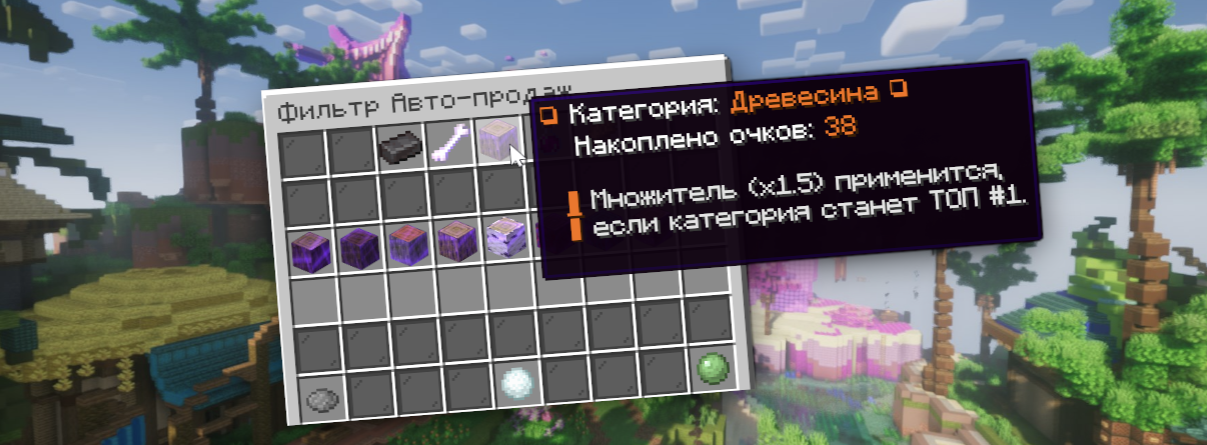 Фильтр Авто-продаж
Категория: Древесина
Накоплено очков: 38
Множитель (x1.5) применится,
если категория станет ТОП #1.